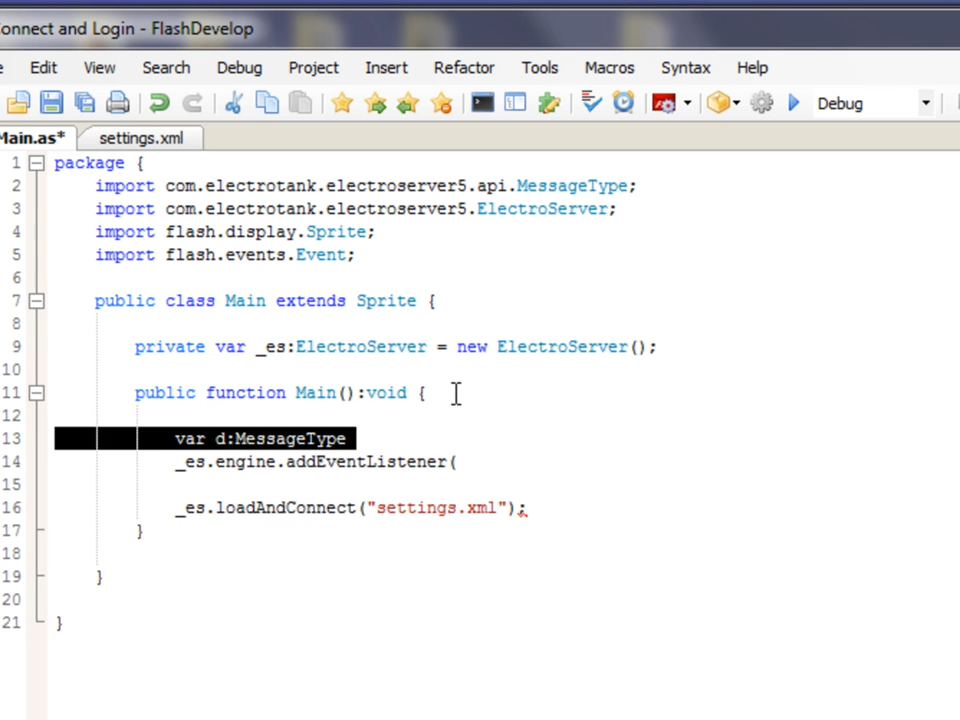 onnect and Login - FlashDevelop
e Edit View Search Debug Project Insert Refactor Tools Macros Syntax Help
Debug
Main.as* settings.xml
1 package {
2 import com.electrotank.electroserver5.api.MessageType;
3 import com.electrotank.electroserver5.ElectroServer;
4 import flash.display.Sprite;
5 import flash.events.Event;
6
7 public class Main extends Sprite {
8
9 private var _es:ElectroServer = new ElectroServer();
10
11 public function Main():void {
12
13 var d:MessageType
14 _es.engine.addEventListener(
15
16 _es.loadAndConnect("settings.xml");
17 }
18
19 }
20
21 }